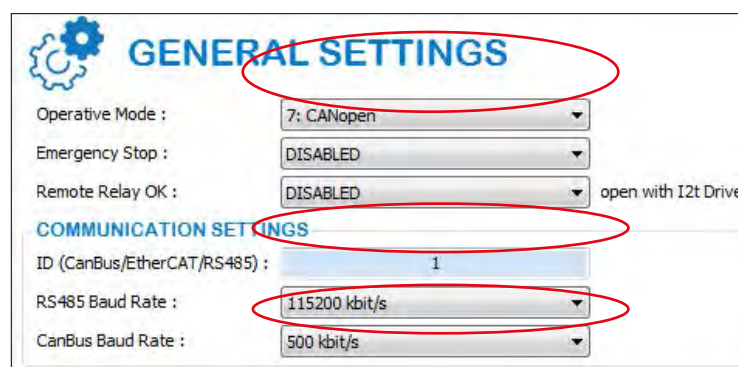 GENERAL SETTINGS
Operative Mode : 7: CANopen
Emergency Stop : DISABLED
Remote Relay OK : DISABLED open with I2t Drive
COMMUNICATION SETTINGS
ID (CanBus/EtherCAT/RS485) : 1
RS485 Baud Rate : 115200 kbit/s
CanBus Baud Rate : 500 kbit/s